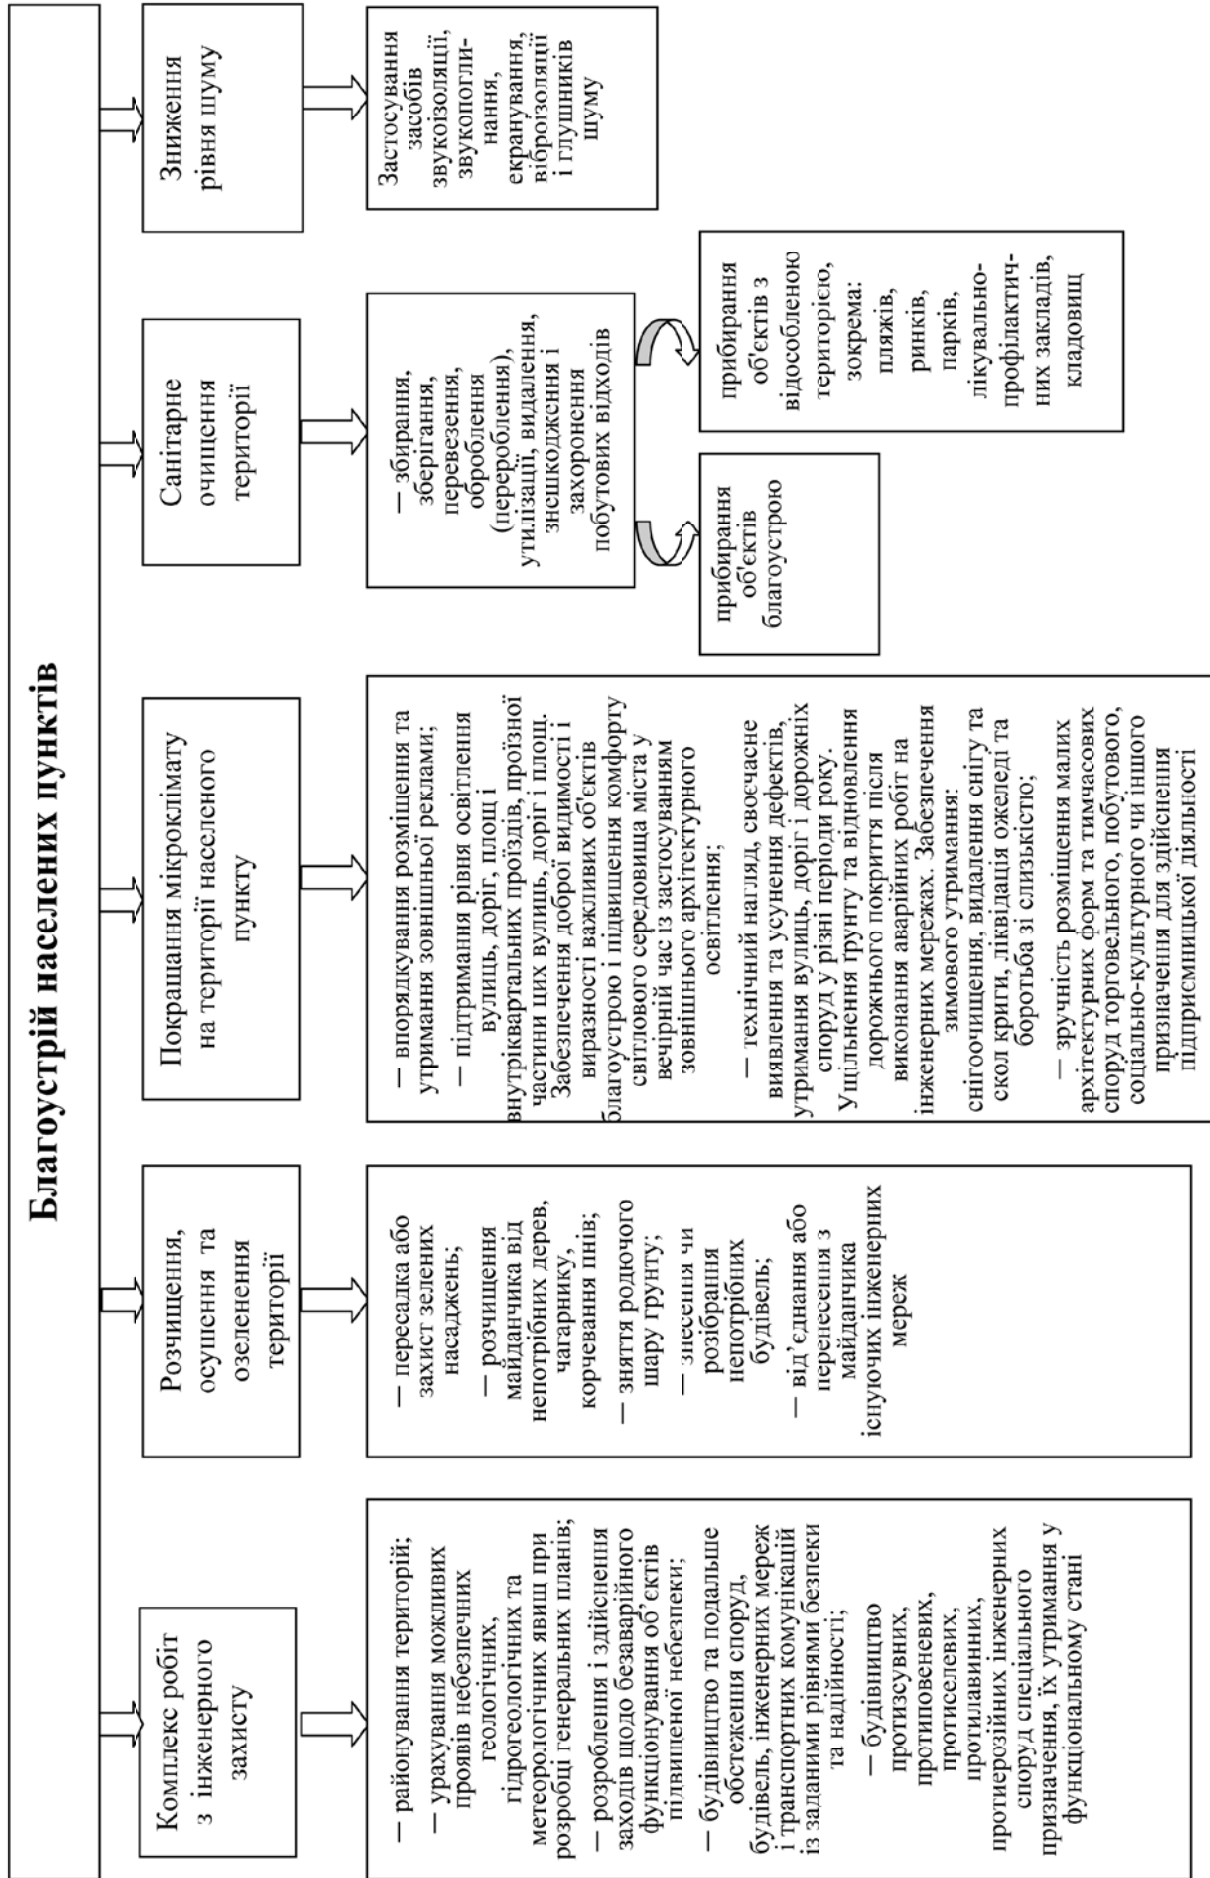 Благоустрій населених пунктів
Комплекс робіт
з інженерного
захисту
— районування територій;
— урахування можливих
проявів небезпечних
геологічних,
гідрогеологічних та
метеорологічних явищ при
розробці генеральних планів;
— розроблення і здійснення
заходів щодо безаварійного
функціонування об’єктів
підвищеної небезпеки;
— будівництво та подальше
обстеження споруд,
будівель, інженерних мереж
і транспортних комунікацій
із заданими рівнями безпеки
та надійності;
— будівництво
протизсувних,
протиповеневих,
протиселевих,
протилавинних,
протиерозійних інженерних
споруд спеціального
призначення, їх утримання у
функціональному стані
Розчищення,
осушення та
озеленення
території
— пересадка або
захист зелених
насаджень;
— розчищення
майданчика від
непотрібних дерев,
чагарнику,
корчевання пнів;
— зняття родючого
шару грунту;
— знесення чи
розібрання
непотрібних
будівель;
— від’єднання або
перенесення з
майданчика
існуючих інженерних
мереж
Покращання мікроклімату
на території населеного
пункту
— впорядкування розміщення та
утримання зовнішньої реклами;
— підтримання рівня освітлення
вулиць, доріг, площ і
внутріквартальних проїздів, проїзної
частини цих вулиць, доріг і площ.
Забезпечення доброї видимості і
виразності важливих об'єктів
благоустрою і підвищення комфорту
світлового середовища міста у
вечірній час із застосуванням
зовнішнього архітектурного
освітлення;
— технічний нагляд, своєчасне
виявлення та усунення дефектів,
утримання вулиць, доріг і дорожніх
споруд у різні періоди року.
Ущільнення ґрунту та відновлення
дорожнього покриття після
виконання аварійних робіт на
інженерних мережах. Забезпечення
зимового утримання:
снігоочищення, видалення снігу та
скол криги, ліквідація ожеледі та
боротьба зі слизькістю;
— зручність розміщення малих
архітектурних форм та тимчасових
споруд торговельного, побутового,
соціально-культурного чи іншого
призначення для здійснення
підприємницької діяльності
Санітарне
очищення
території
— збирання,
зберігання,
перевезення,
оброблення
(перероблення),
утилізації, видалення,
знешкодження і
захоронення
побутових відходів
прибирання
об'єктів
благоустрою
прибирання
об'єктів з
відособленою
територією,
зокрема:
пляжів,
ринків,
парків,
лікувально-
профілактич-
них закладів,
кладовищ
Зниження
рівня шуму
Застосування
засобів
звукоізоляції,
звукопогли-
нання,
екранування,
віброізоляції
і глушників
шуму